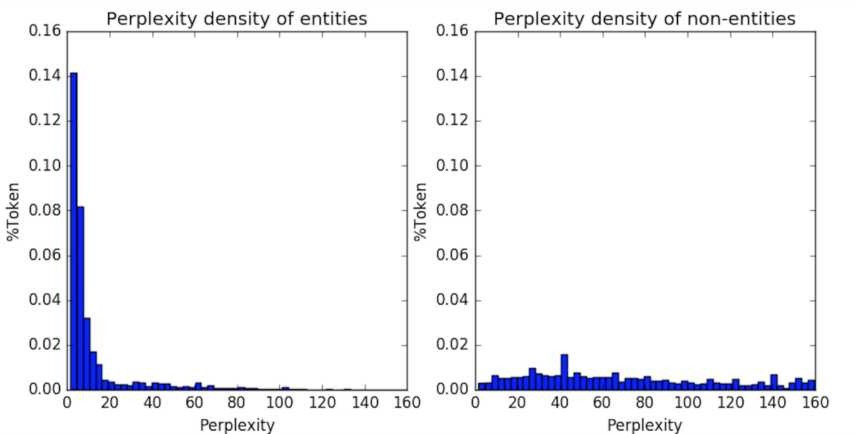 Perplexity density of entities
0.16
0.14
0.12
0.10
0.08
0.06
0.04
0.02
0.00
%Token
0 20 40 60 80 100 120 140 160
Perplexity
Perplexity density of non-entities
0.16
0.14
0.12
0.10
0.08
0.06
0.04
0.02
0.00
%Token
0 20 40 60 80 100 120 140 160
Perplexity